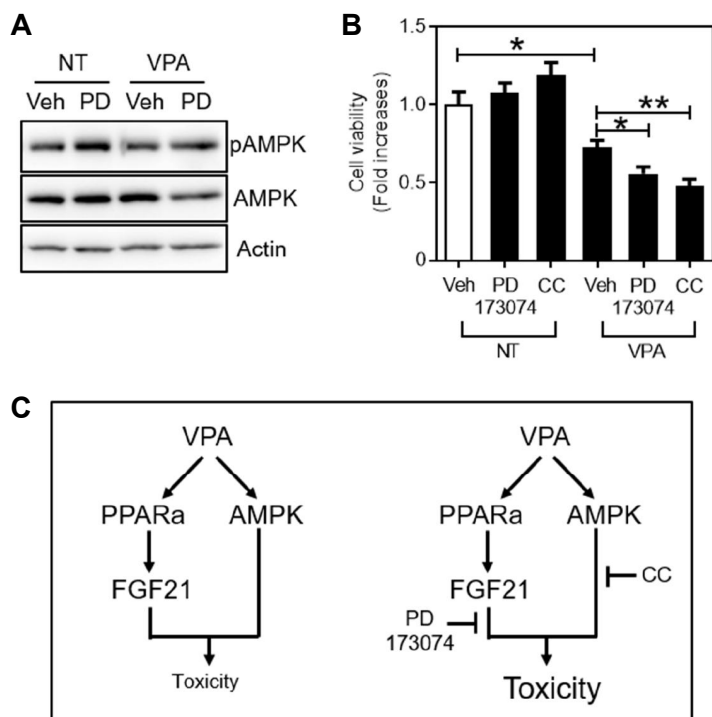 A
NT VPA
Veh PD Veh PD
pAMPK
AMPK
Actin
B
Cell viability
(Fold increases)
1.5
1.0
0.5
0
*
*
**
Veh PD CC Veh PD CC
173074 173074
NT VPA
C
VPA
PPARa AMPK
FGF21
Toxicity
VPA
PPARa AMPK
FGF21
CC
PD
173074
Toxicity